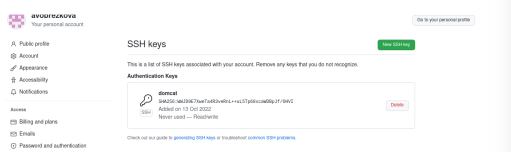 avobrezkova
Your personal account
Go to your personal profile
Public profile
Account
Appearance
Accessibility
Notifications
Access
Billing and plans
Emails
Password and authentication
SSH keys
New SSH key
This is a list of SSH keys associated with your account. Remove any keys that you do not recognize.
Authentication Keys
domcat
Added on 13 Oct 2022
Never used — Read/write
SSH
Delete
Check out our guide to generating SSH keys or troubleshoot common SSH problems.